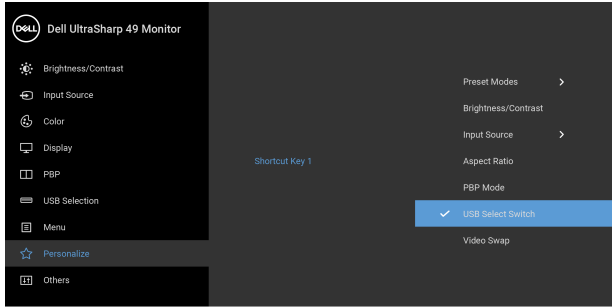 DELL Dell UltraSharp 49 Monitor
Brightness/Contrast
Input Source
Color
Display
PBP
USB Selection
Menu
Personalize
Others
Shortcut Key 1
Preset Modes
Brightness/Contrast
Input Source
Aspect Ratio
PBP Mode
USB Select Switch
Video Swap